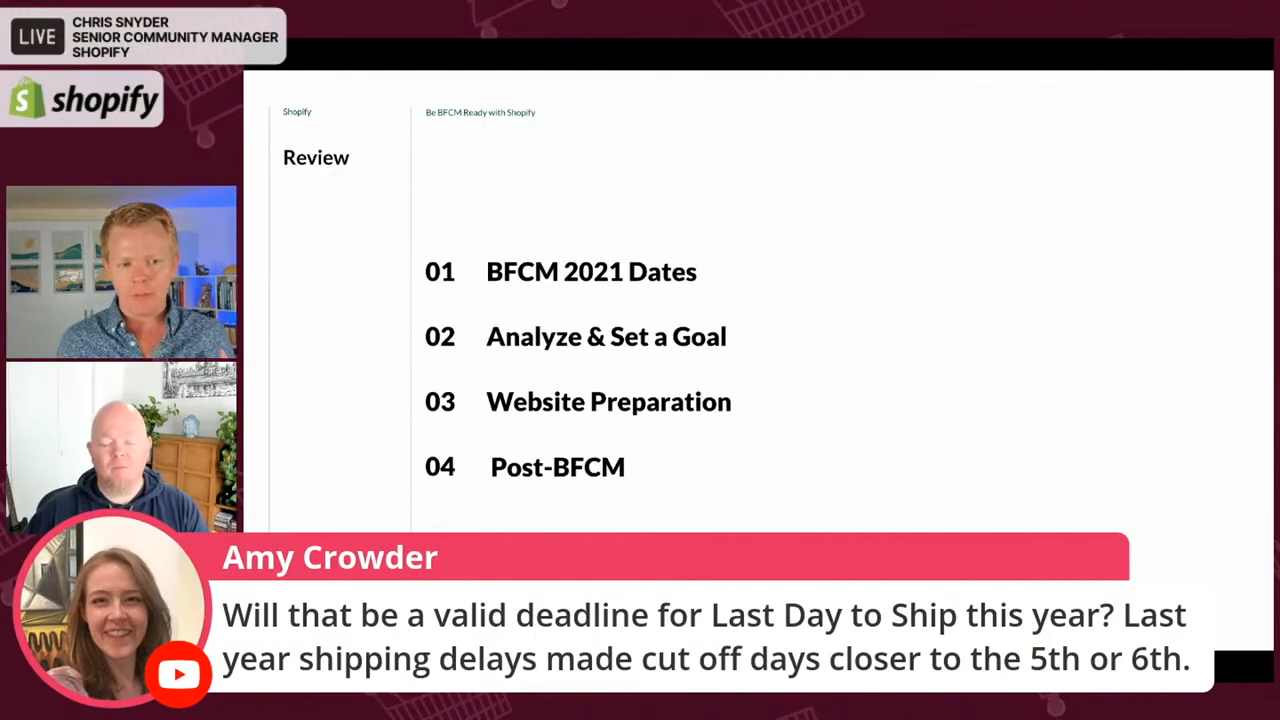 LIVE
CHRIS SNYDER
SENIOR COMMUNITY MANAGER
SHOPIFY
shopify
Shopify
Be BFCM Ready with Shopify
Review
01 BFCM 2021 Dates
02 Analyze & Set a Goal
03 Website Preparation
04 Post-BFCM
Amy Crowder
Will that be a valid deadline for Last Day to Ship this year? Last
year shipping delays made cut off days closer to the 5th or 6th.